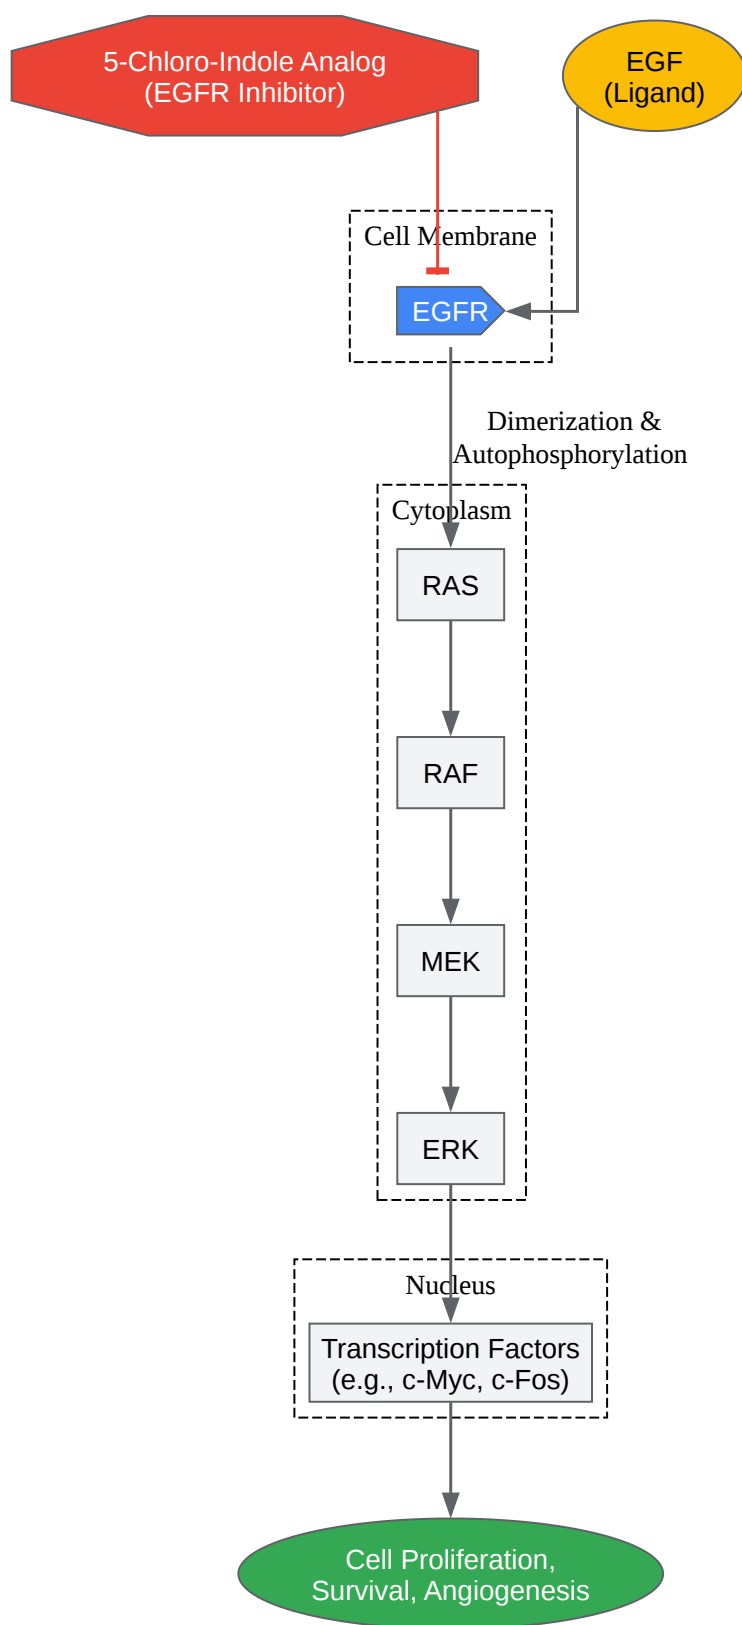 5-Chloro-Indole Analog
(EGFR Inhibitor)
EGF
(Ligand)
Cell Membrane
EGFR
Dimerization &
Autophosphorylation
Cytoplasm
RAS
RAF
MEK
ERK
Nucleus
Transcription Factors
(e.g., c-Myc, c-Fos)
Cell Proliferation,
Survival, Angiogenesis